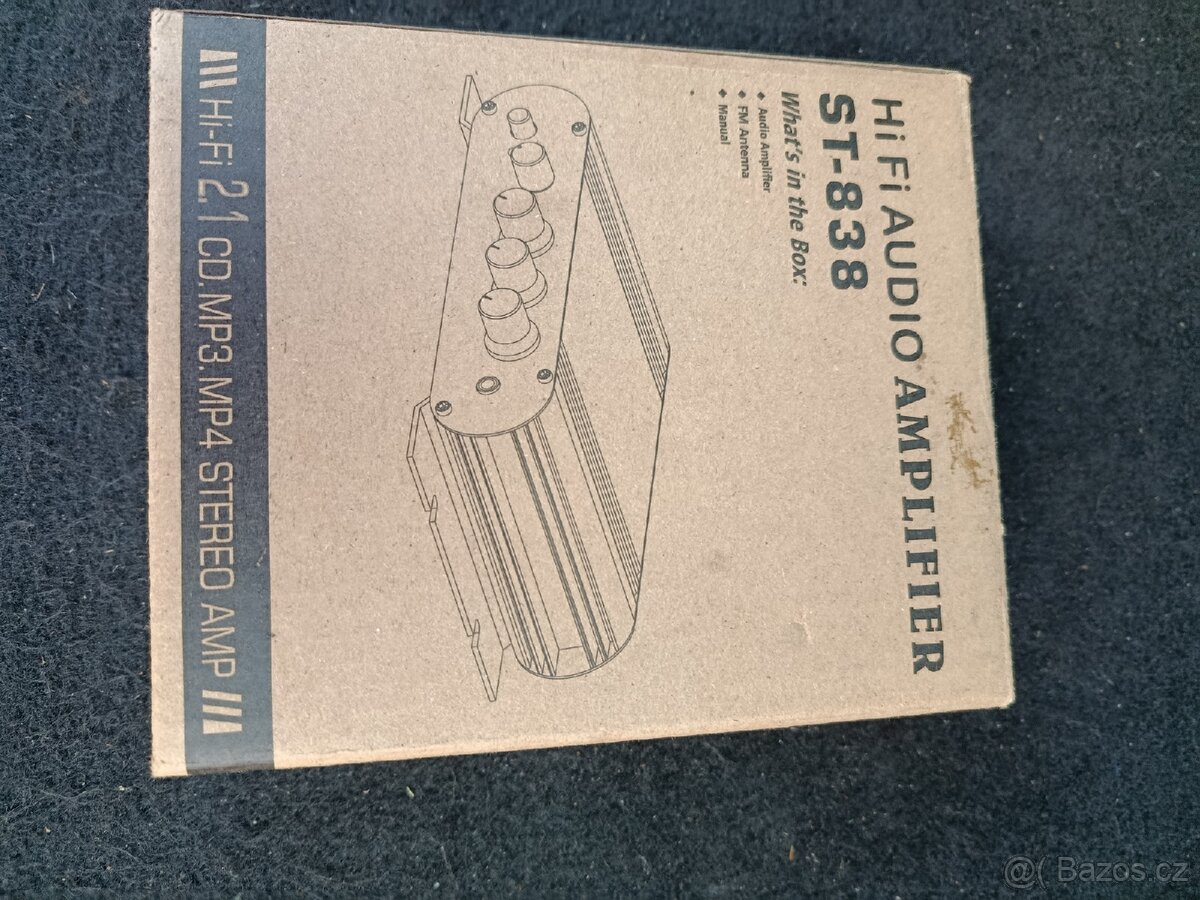 Hi Fi AUDIO AMPLIFIER
ST-838
What's in the Box:
◆ Audio Amplifier
◆ FM Antenna
◆ Manual
Hi-Fi 2.1 CD. MP3. MP4 STEREO AMP
@( Bazos.cz